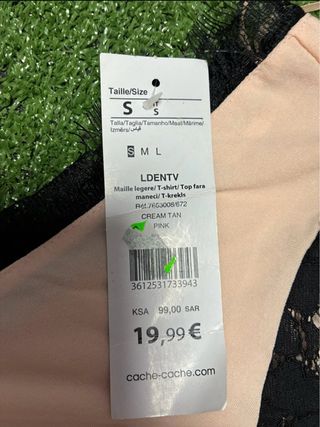 Taille/Size
S S
Talla/Taglia/Tamanho/Maat/Mărime/
Izmērs/قياس
S M L
LDENTV
Maille legere/ T-shirt/ Top fara
maneci/ T-krekls
CREAM TAN
PINK
3612531733943
KSA 99,00 SAR
19,99€
cache-cache.com